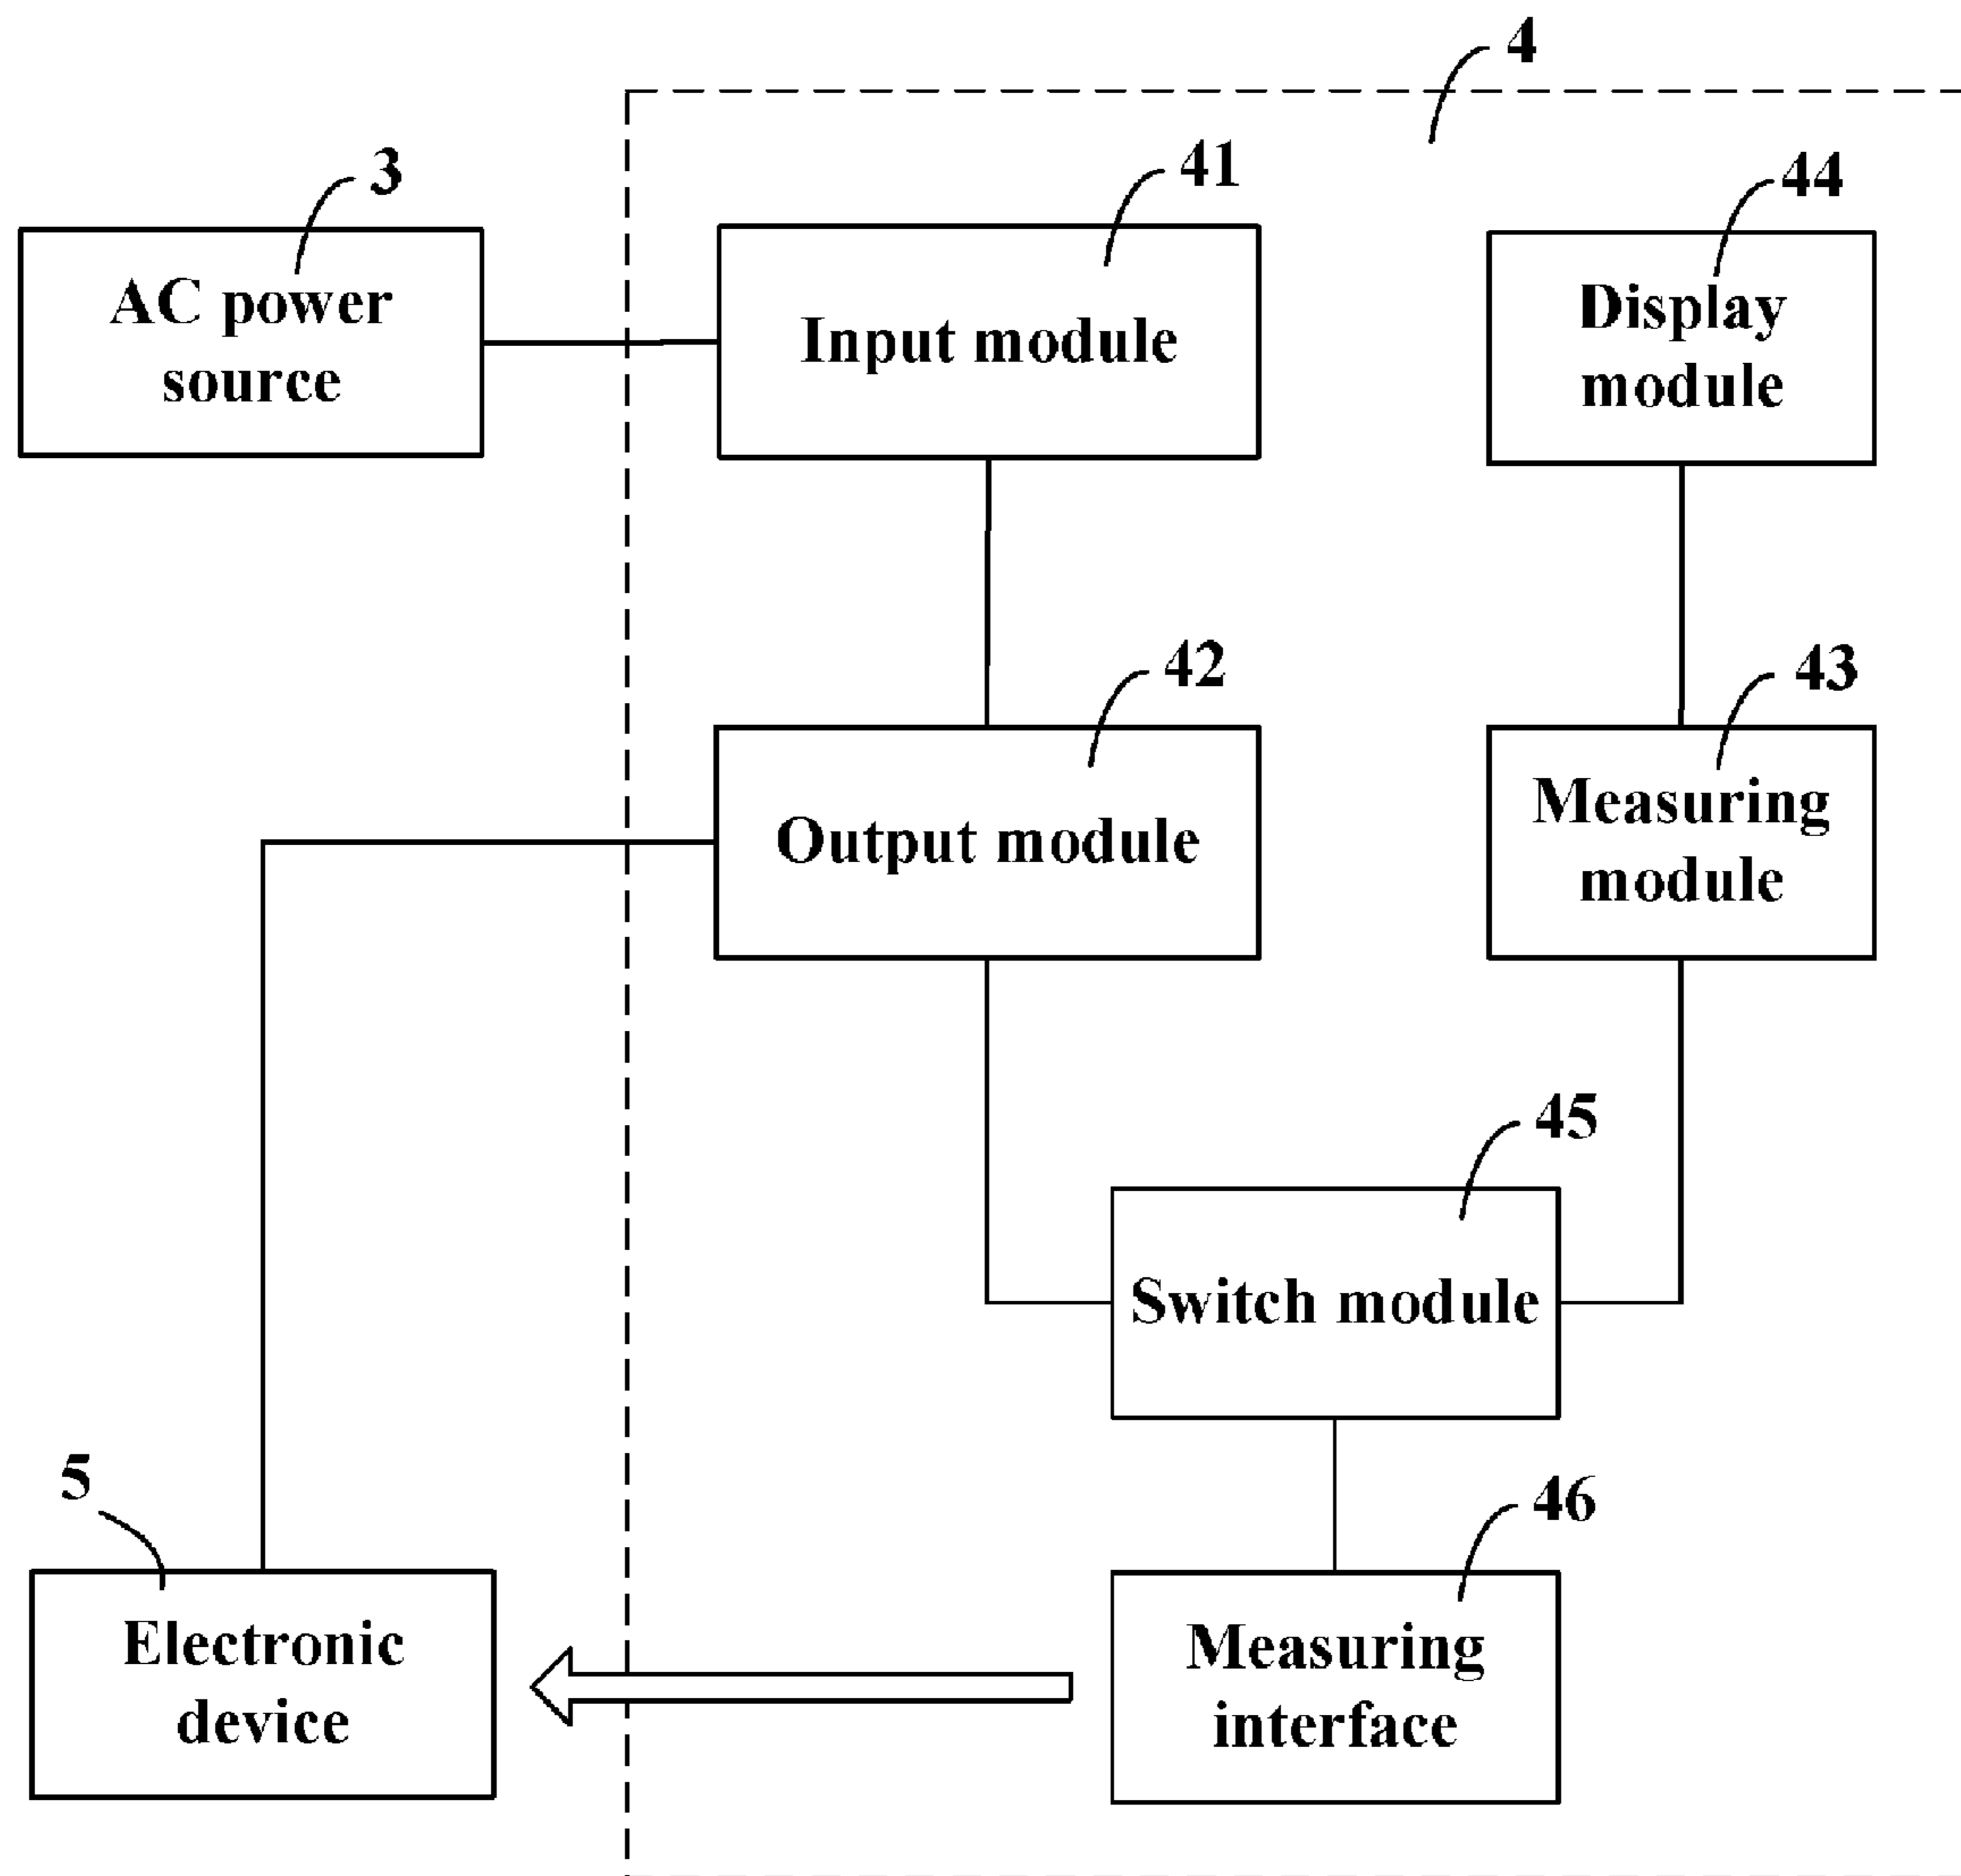 4
3
41
44
AC power
source
Input module
Display
module
42
43
Output module
Measuring
module
45
Switch module
5
46
Electronic
device
Measuring
interface